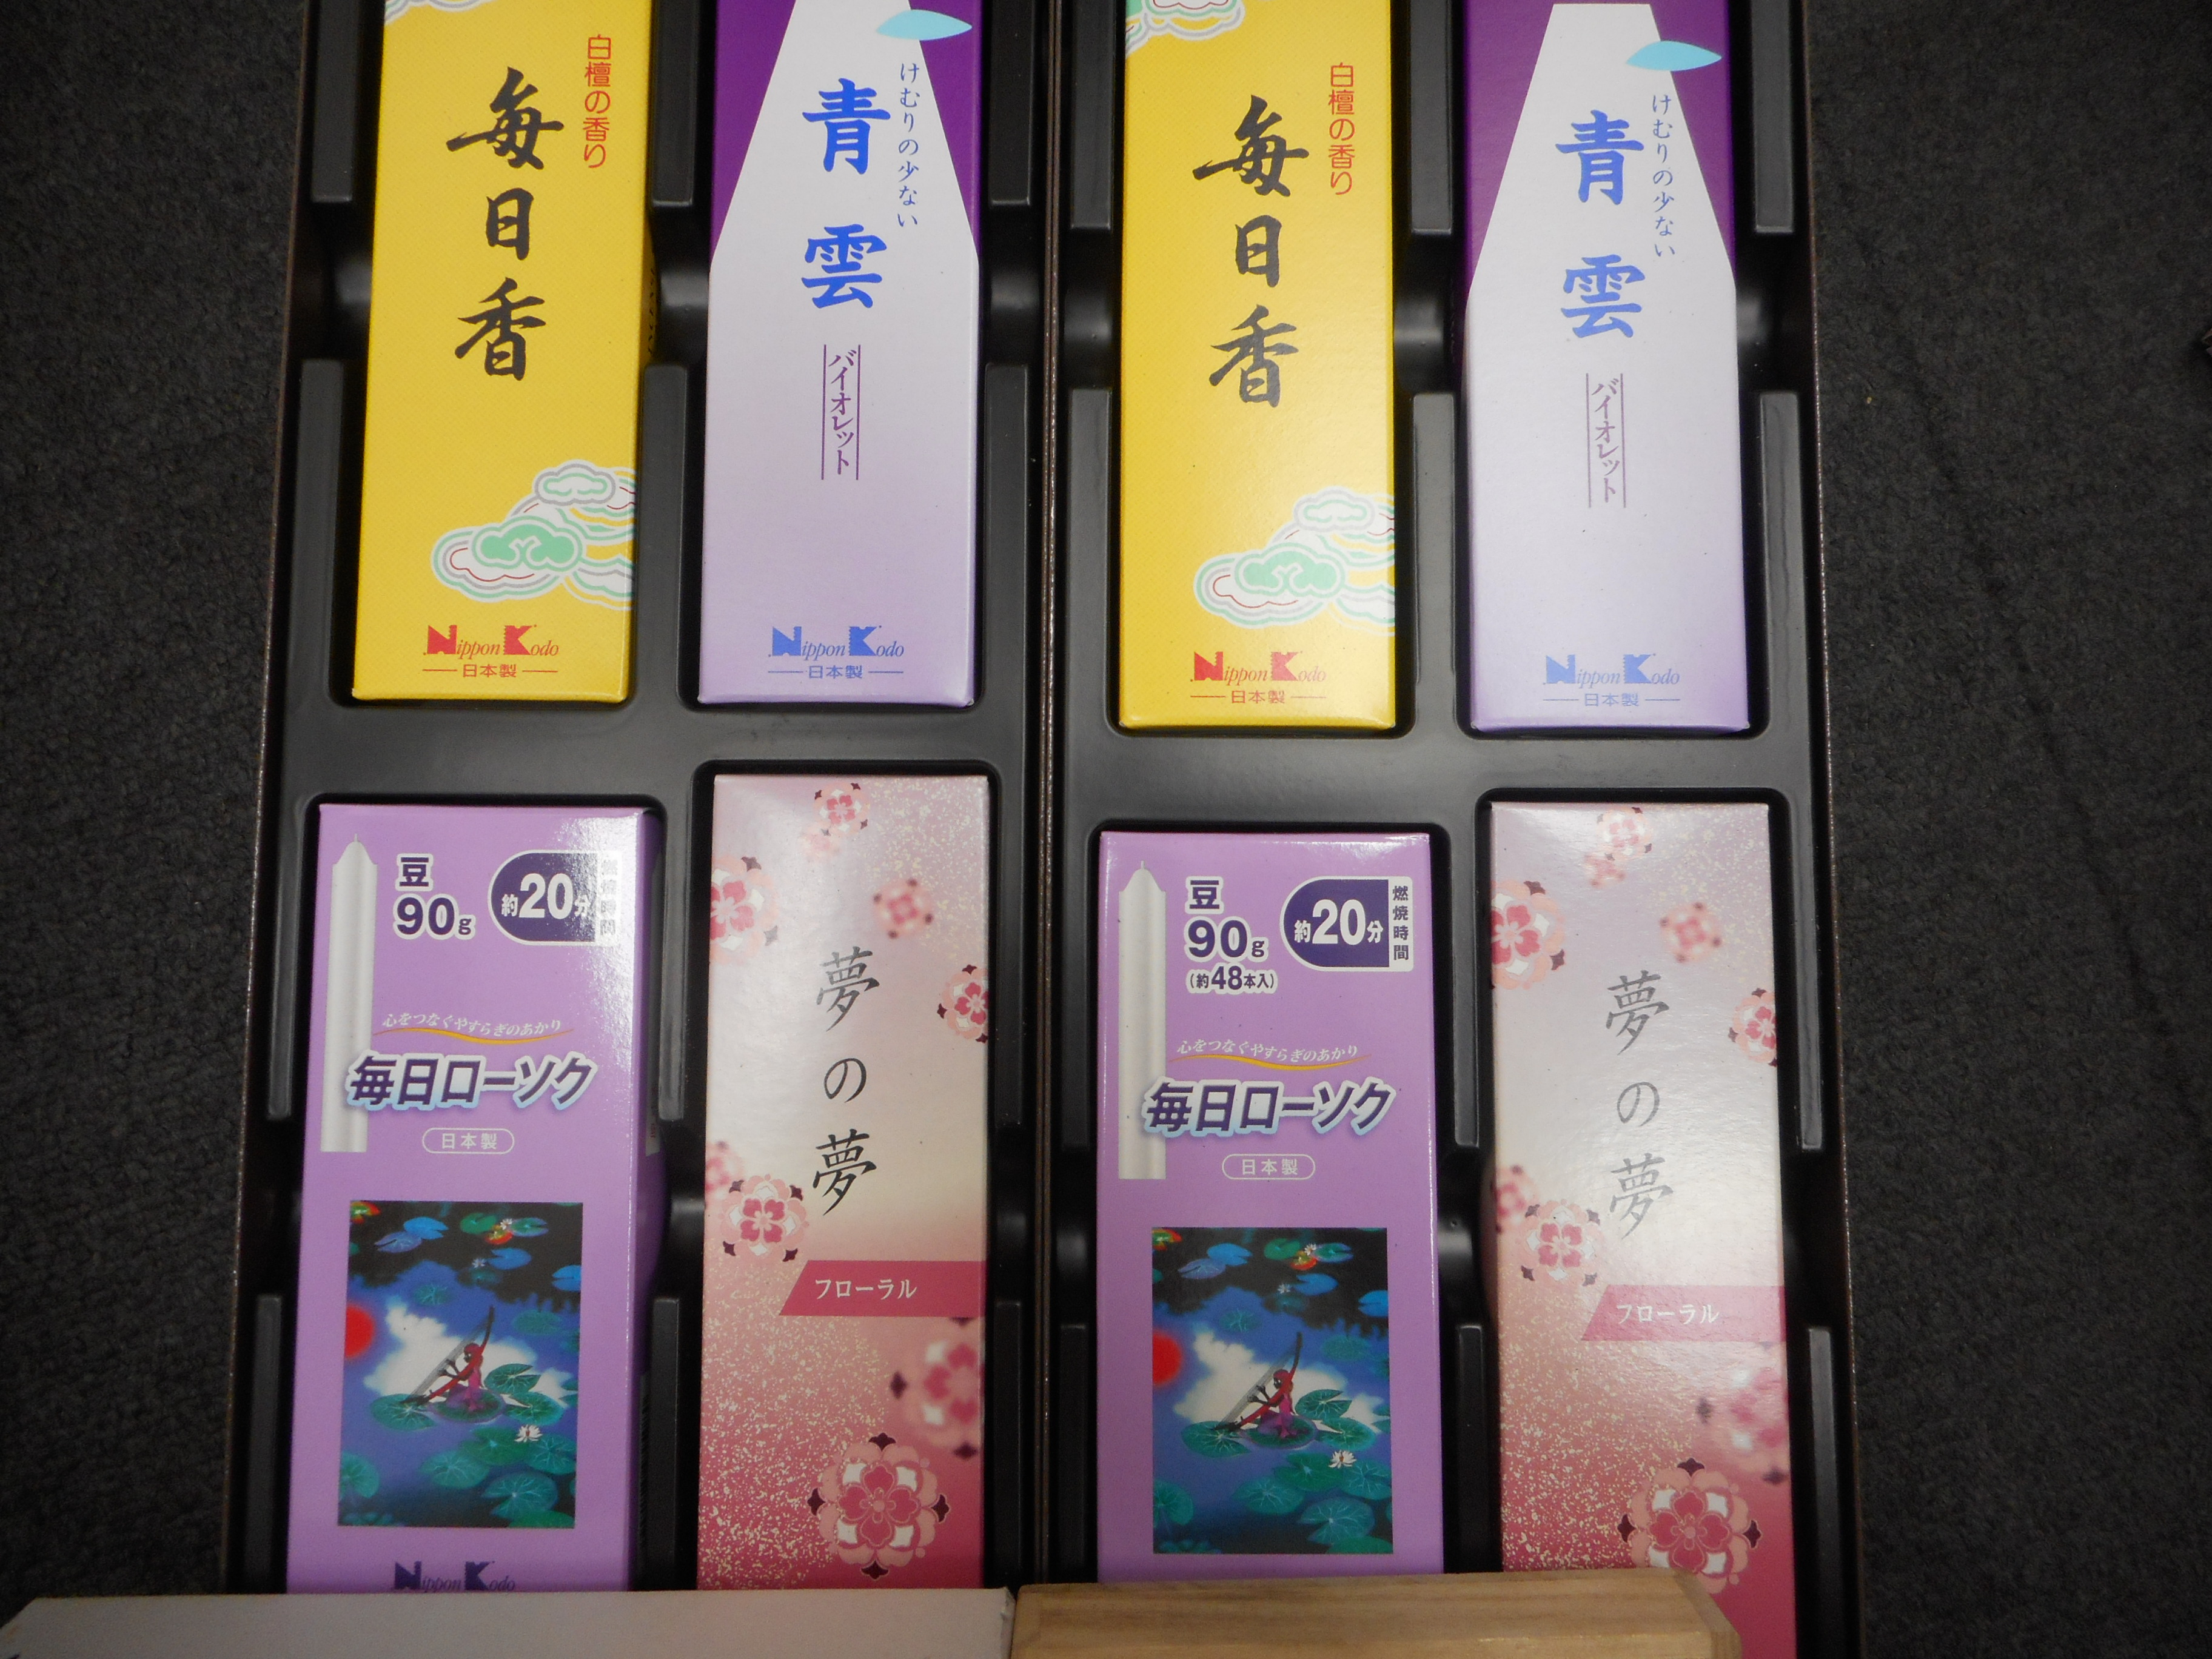 白檀の香り
毎日香
Nippon Kodo
日本製
けむりの少ない
青雲
バイオレット
Nippon Kodo
日本製
白檀の香り
毎日香
Nippon Kodo
日本製
けむりの少ない
青雲
バイオレット
Nippon Kodo
日本製
豆
90g
約20分
燃焼時間
心をつなぐやすらぎのあかり
毎日ローソク
日本製
Nippon Kodo
夢の夢
フローラル
豆
90g
(約48本入)
約20分
燃焼時間
心をつなぐやすらぎのあかり
毎日ローソク
日本製
夢の夢
フローラル